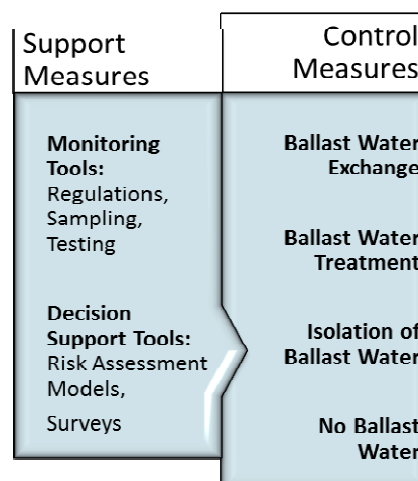 Support
Measures
Monitoring
Tools:
Regulations,
Sampling,
Testing
Decision
Support Tools:
Risk Assessment
Models,
Surveys
Control
Measures
Ballast Water
Exchange
Ballast Water
Treatment
Isolation of
Ballast Water
No Ballast
Water